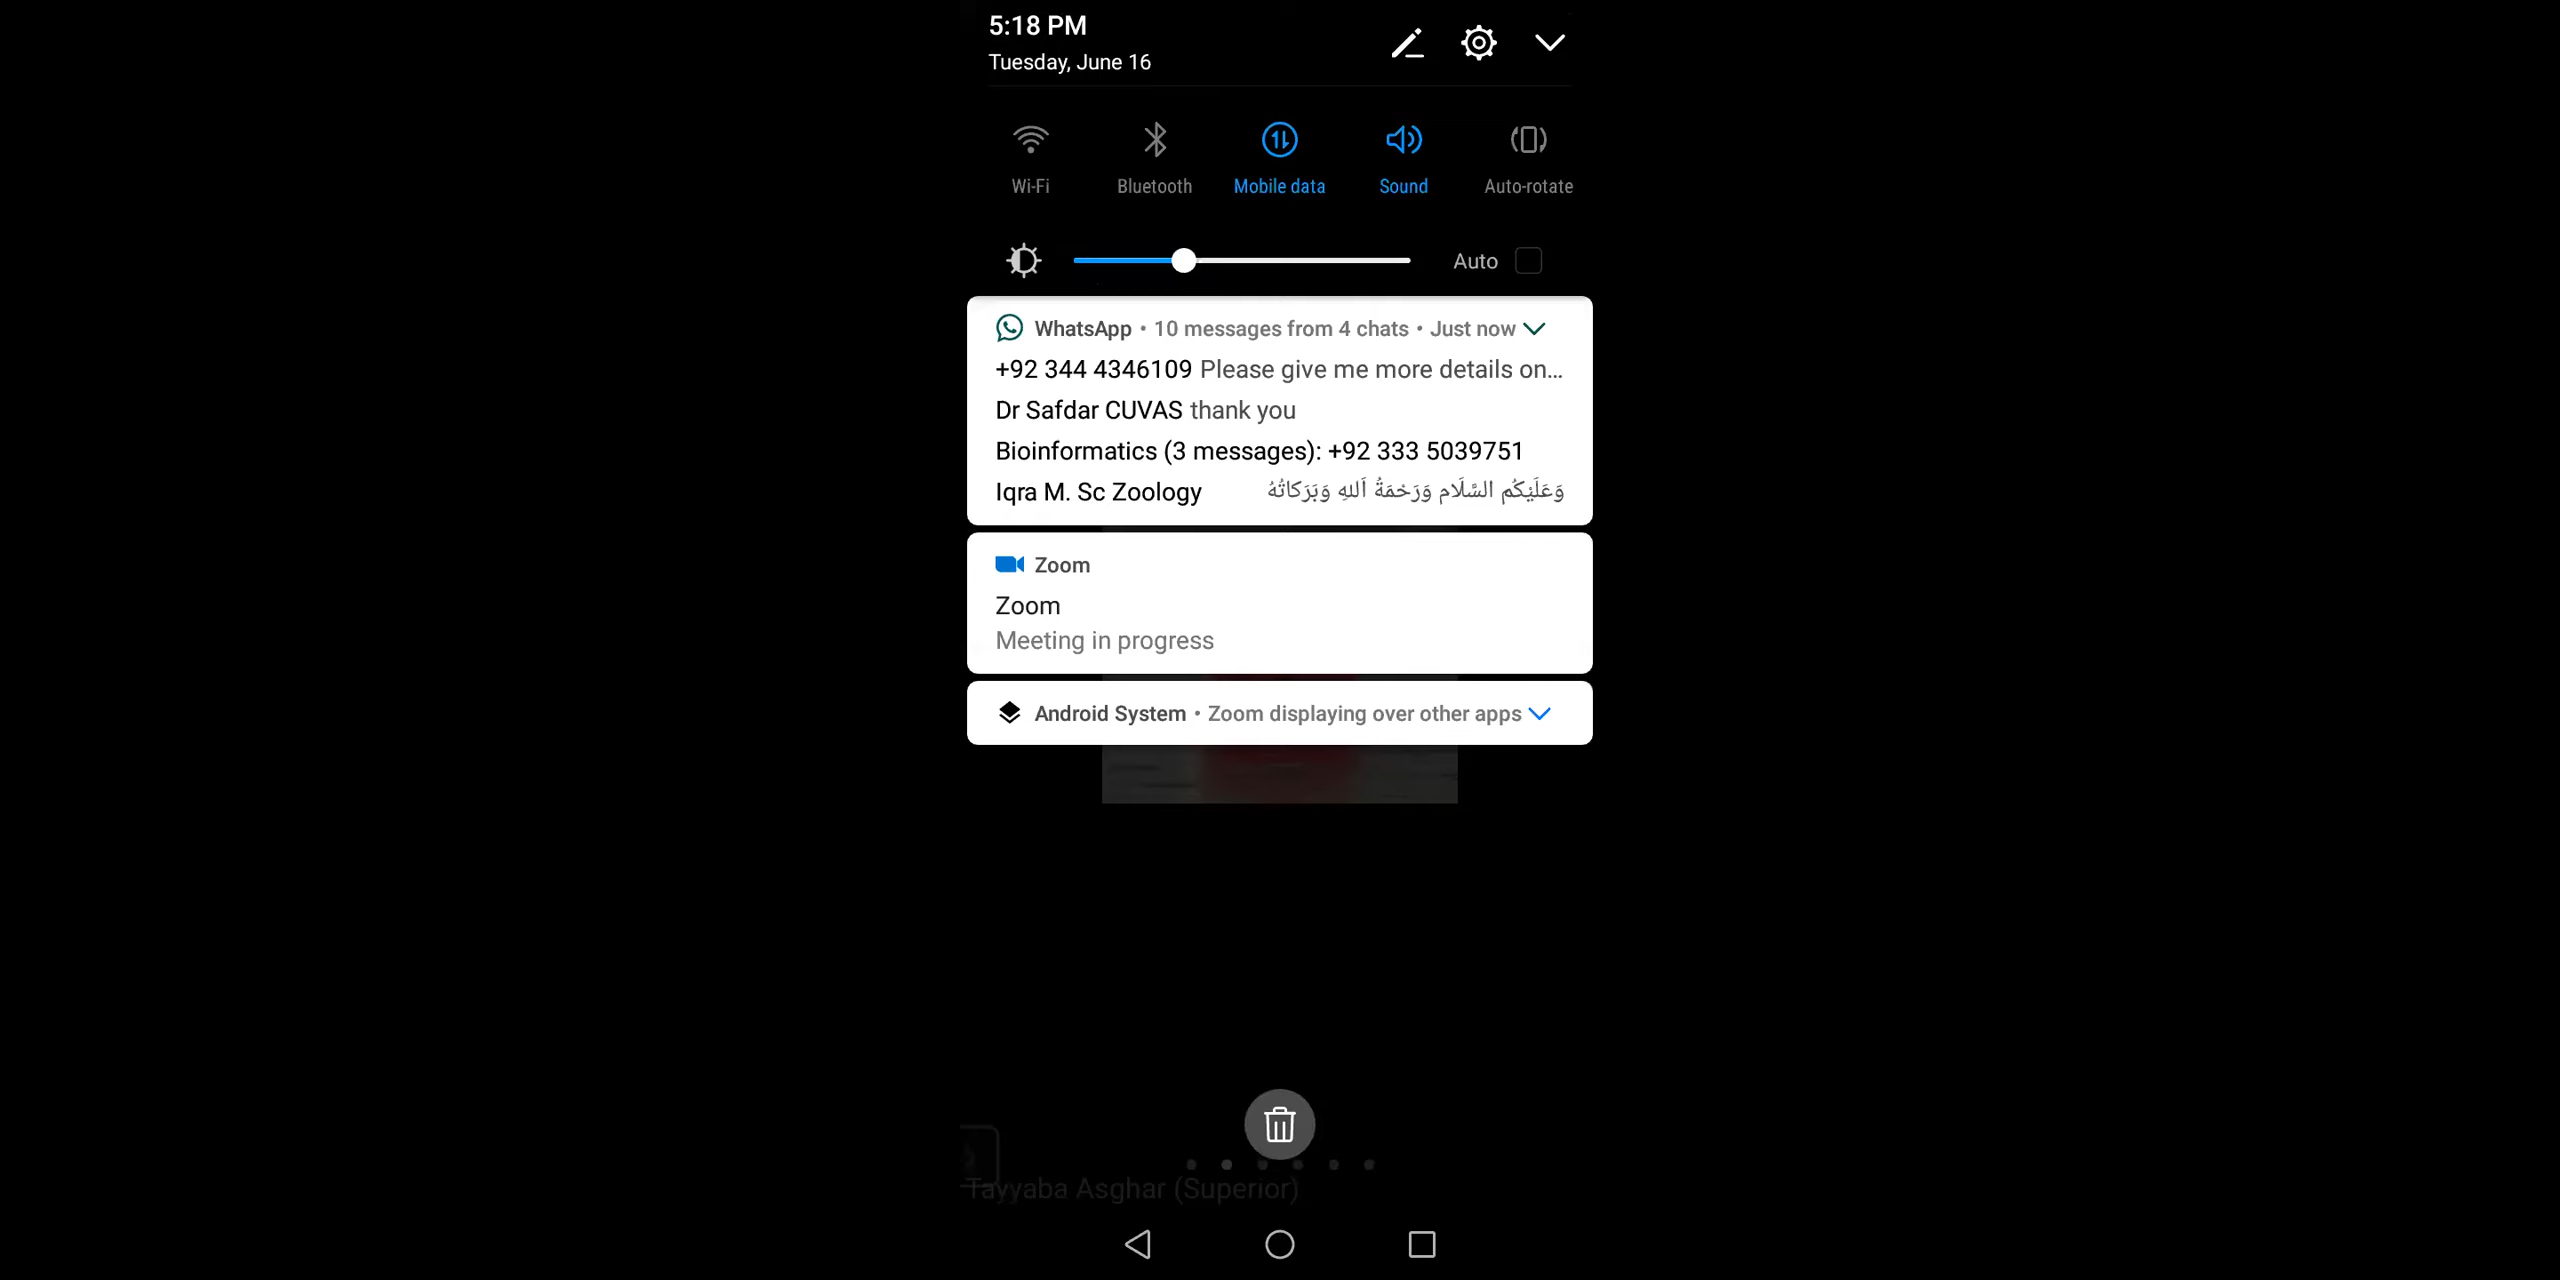 5:18 PM
Tuesday, June 16
Wi-Fi Bluetooth Mobile data Sound Auto-rotate
Auto
WhatsApp • 10 messages from 4 chats • Just now
+92 344 4346109 Please give me more details on...
Dr Safdar CUVAS thank you
Bioinformatics (3 messages): +92 333 5039751
Iqra M. Sc Zoology وَعَلَيْكُم السَّلَام وَرَحْمَةُ اَللهِ وَبَرَكاتُهُ
Zoom
Zoom
Meeting in progress
Android System • Zoom displaying over other apps
Tayyaba Asghar (Superior)